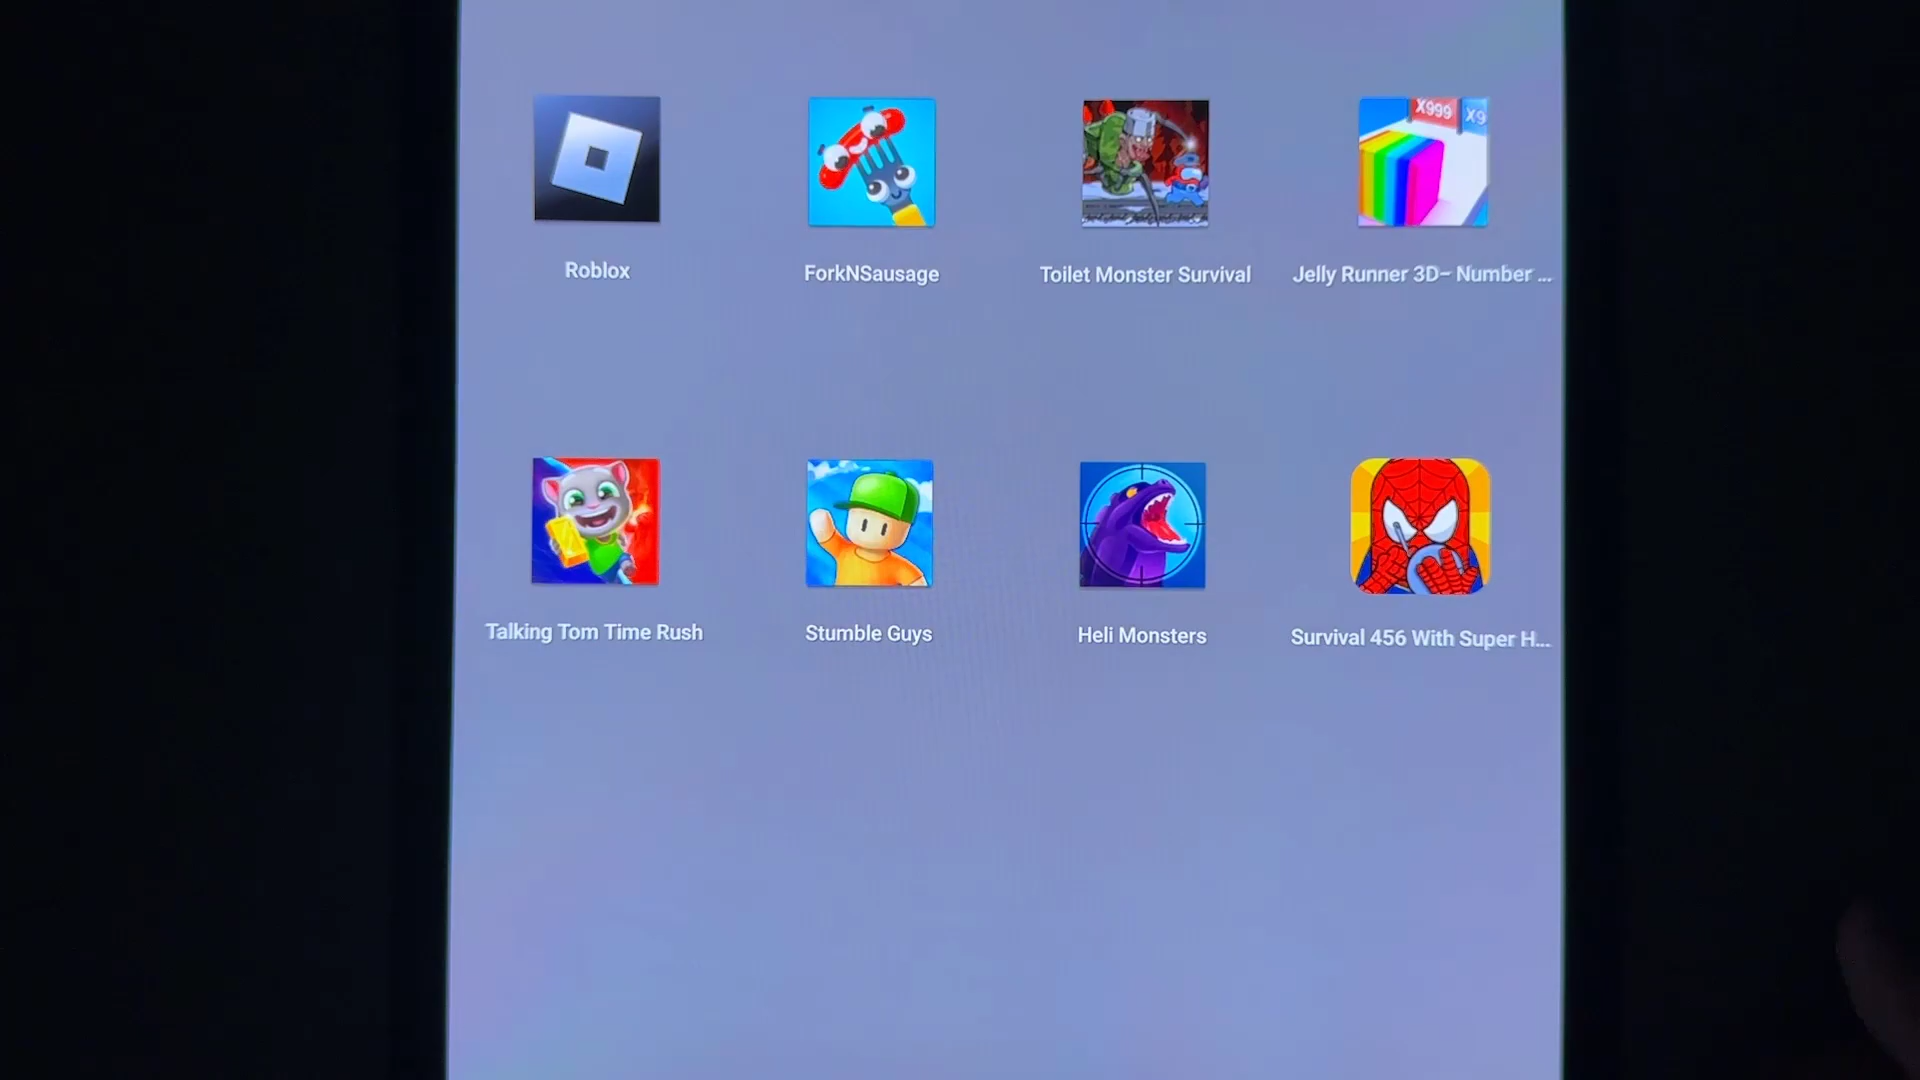 X999 X9
Roblox
ForkNSausage
Toilet Monster Survival
Jelly Runner 3D– Number ...
Talking Tom Time Rush
Stumble Guys
Heli Monsters
Survival 456 With Super H...